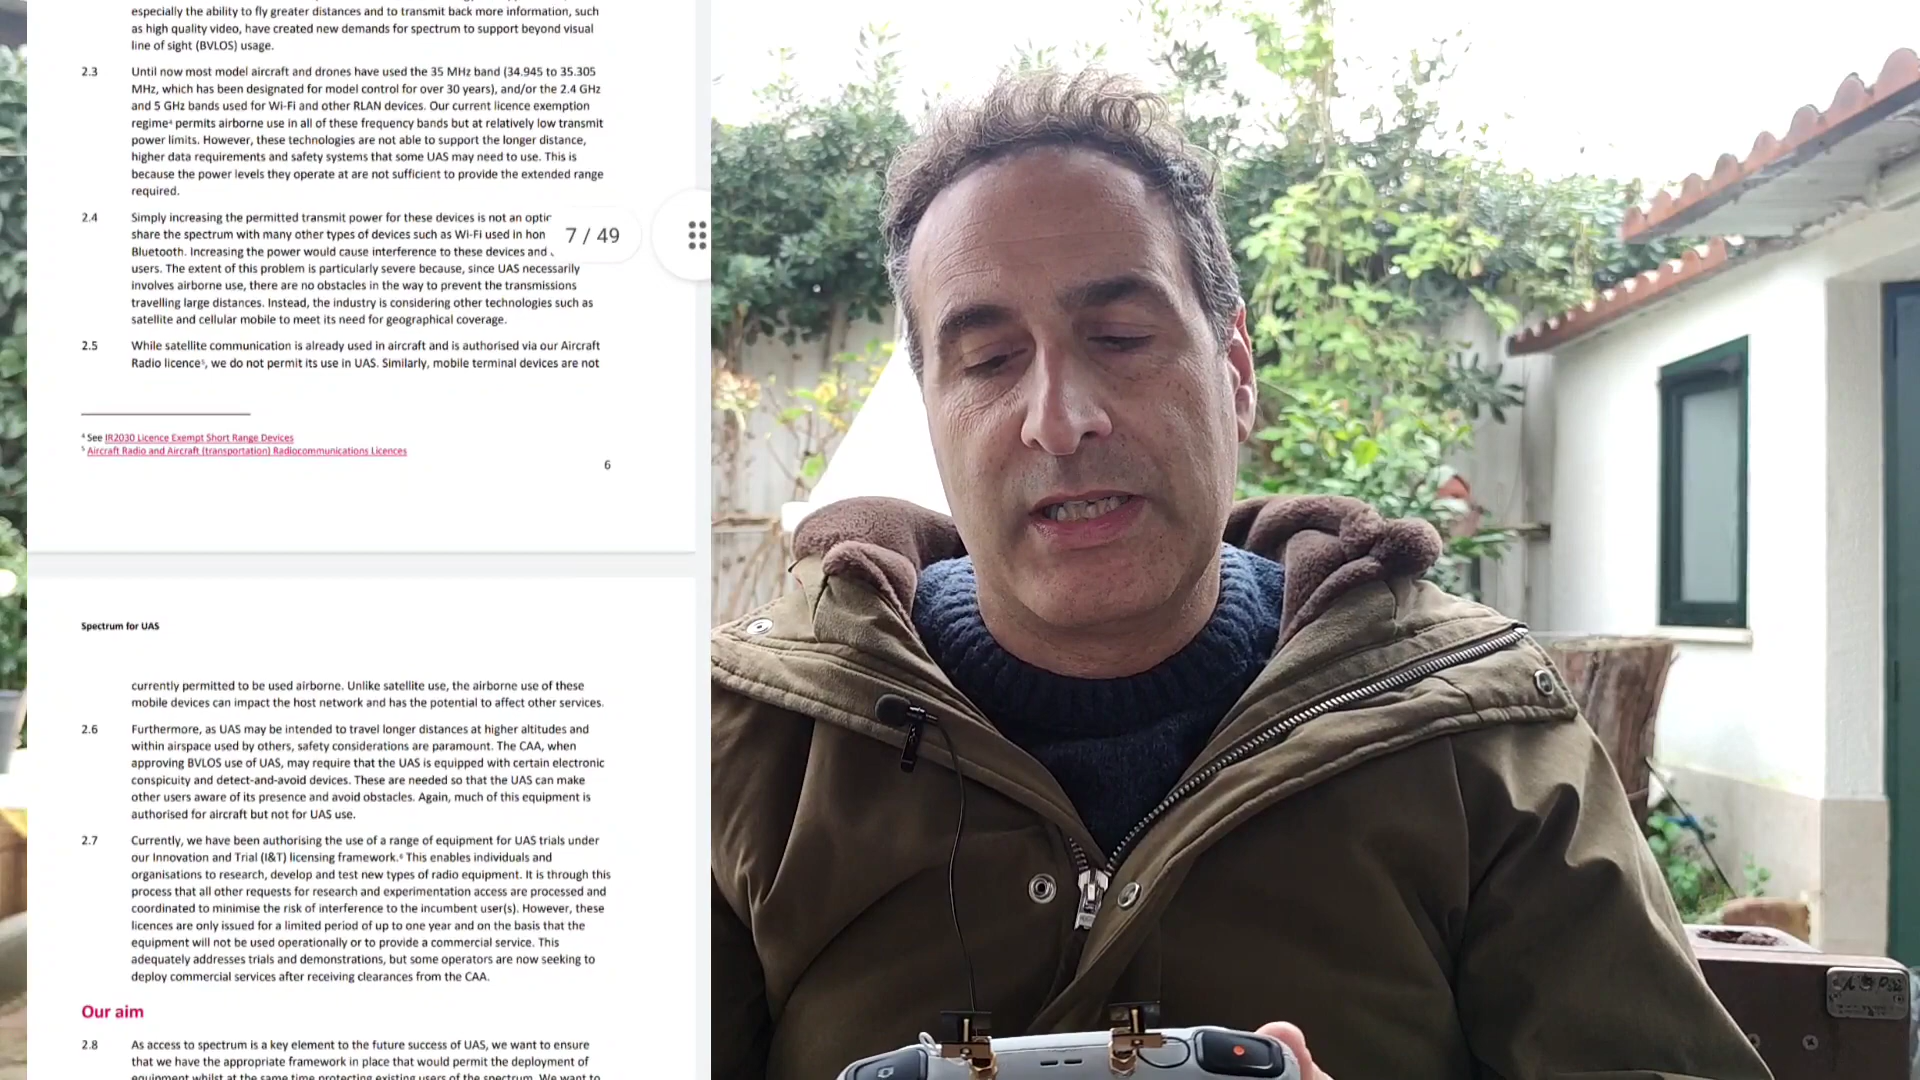 especially the ability to fly greater distances and to transmit back more information, such
as high quality video, have created new demands for spectrum to support beyond visual
line of sight (BVLOS) usage.
2.3 Until now most model aircraft and drones have used the 35 MHz band (34.945 to 35.305
MHz, which has been designated for model control for over 30 years), and/or the 2.4 GHz
and 5 GHz bands used for Wi-Fi and other RLAN devices. Our current licence exemption
regime⁴ permits airborne use in all of these frequency bands but at relatively low transmit
power limits. However, these technologies are not able to support the longer distance,
higher data requirements and safety systems that some UAS may need to use. This is
because the power levels they operate at are not sufficient to provide the extended range
required.
2.4 Simply increasing the permitted transmit power for these devices is not an
share the spectrum with many other types of devices such as Wi-Fi used in
7 / 49
Bluetooth. Increasing the power would cause interference to these devices and
users. The extent of this problem is particularly severe because, since UAS necessarily
involves airborne use, there are no obstacles in the way to prevent the transmissions
travelling large distances. Instead, the industry is considering other technologies such as
satellite and cellular mobile to meet its need for geographical coverage.
2.5 While satellite communication is already used in aircraft and is authorised via our Aircraft
Radio licence⁵, we do not permit its use in UAS. Similarly, mobile terminal devices are not
⁴ See IR2030 Licence Exempt Short Range Devices
⁵ Aircraft Radio and Aircraft (transportation) Radiocommunications Licences
6
Spectrum for UAS
currently permitted to be used airborne. Unlike satellite use, the airborne use of these
mobile devices can impact the host network and has the potential to affect other services.
2.6 Furthermore, as UAS may be intended to travel longer distances at higher altitudes and
within airspace used by others, safety considerations are paramount. The CAA, when
approving BVLOS use of UAS, may require that the UAS is equipped with certain electronic
conspicuity and detect-and-avoid devices. These are needed so that the UAS can make
other users aware of its presence and avoid obstacles. Again, much of this equipment is
authorised for aircraft but not for UAS use.
2.7 Currently, we have been authorising the use of a range of equipment for UAS trials under
our Innovation and Trial (I&T) licensing framework.⁶ This enables individuals and
organisations to research, develop and test new types of radio equipment. It is through this
process that all other requests for research and experimentation access are processed and
coordinated to minimise the risk of interference to the incumbent user(s). However, these
licences are only issued for a limited period of up to one year and on the basis that the
equipment will not be used operationally or to provide a commercial service. This
adequately addresses trials and demonstrations, but some operators are now seeking to
deploy commercial services after receiving clearances from the CAA.
Our aim
2.8 As access to spectrum is a key element to the future success of UAS, we want to ensure
that we have the appropriate framework in place that would permit the deployment of
equipment whilst at the same time protecting existing users of the spectrum. We want to